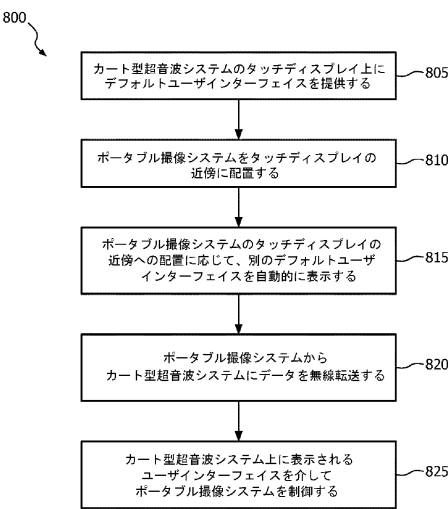 800
カート型超音波システムのタッチディスプレイ上に
デフォルトユーザインターフェイスを提供する
805
ポータブル撮像システムをタッチディスプレイの
近傍に配置する
810
ポータブル撮像システムのタッチディスプレイの
近傍への配置に応じて、別のデフォルトユーザ
インターフェイスを自動的に表示する
815
ポータブル撮像システムから
カート型超音波システムにデータを無線転送する
820
カート型超音波システム上に表示される
ユーザインターフェイスを介して
ポータブル撮像システムを制御する
825